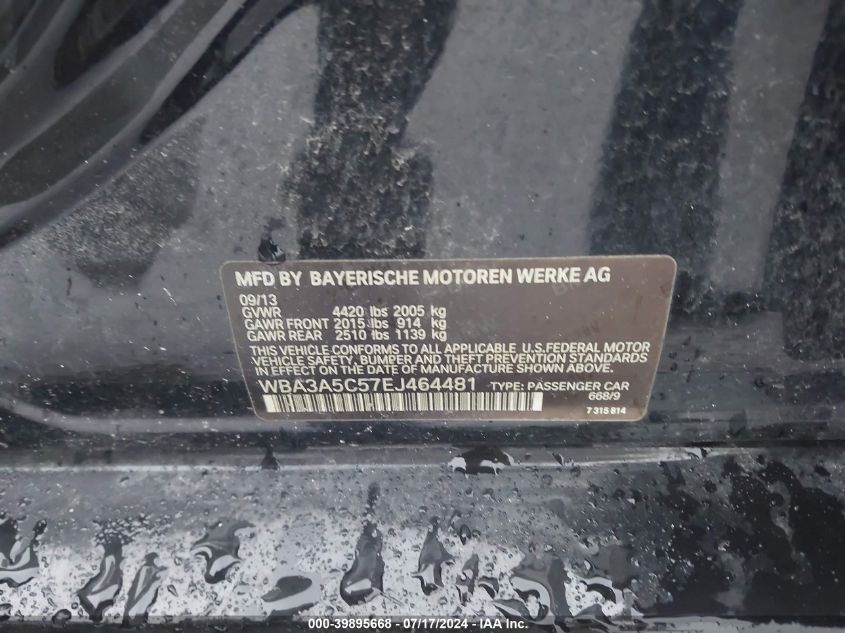 MFD BY BAYERISCHE MOTOREN WERKE AG
09/13
GVWR 4420 lbs 2005 kg
GAWR FRONT 2015 lbs 914 kg
GAWR REAR 2510 lbs 1139 kg
THIS VEHICLE CONFORMS TO ALL APPLICABLE U.S.FEDERAL MOTOR
VEHICLE SAFETY, BUMPER AND THEFT PREVENTION STANDARDS
IN EFFECT ON THE DATE OF MANUFACTURE SHOWN ABOVE.
WBA3A5C57EJ464481 TYPE: PASSENGER CAR
668/9
7 315 814
000-39895668 - 07/17/2024 - IAA Inc.